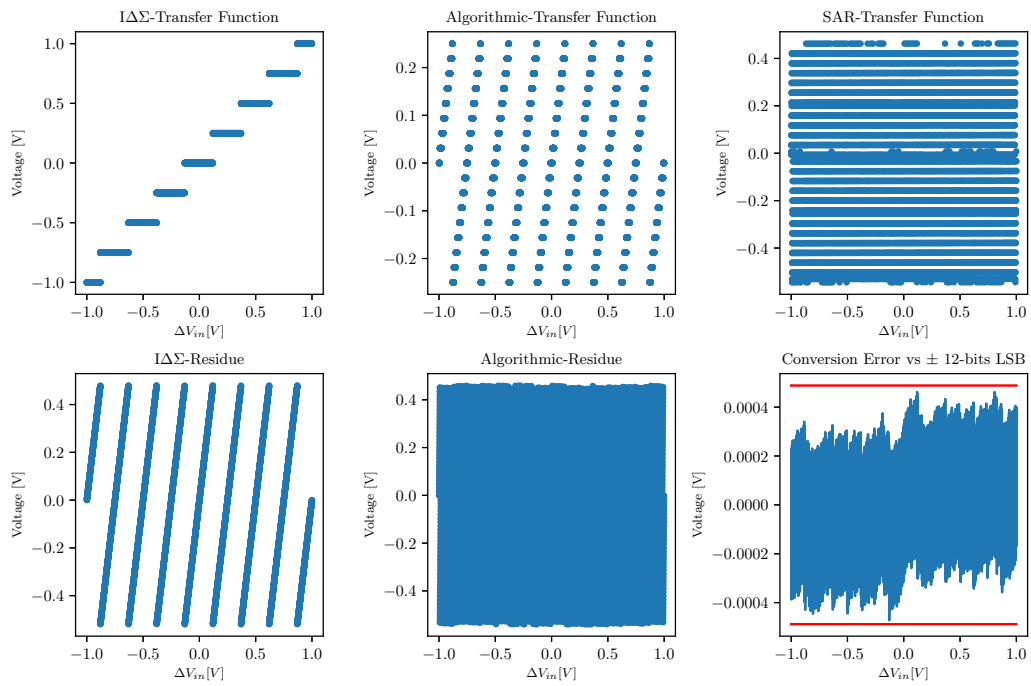 IΔΣ-Transfer Function
1.0
0.5
0.0
−0.5
−1.0
Voltage [V]
−1.0 −0.5 0.0 0.5 1.0
ΔVin[V]
Algorithmic-Transfer Function
0.2
0.1
0.0
−0.1
−0.2
Voltage [V]
−1.0 −0.5 0.0 0.5 1.0
ΔVin[V]
SAR-Transfer Function
0.4
0.2
0.0
−0.2
−0.4
Voltage [V]
−1.0 −0.5 0.0 0.5 1.0
ΔVin[V]
IΔΣ-Residue
0.4
0.2
0.0
−0.2
−0.4
Voltage [V]
−1.0 −0.5 0.0 0.5 1.0
ΔVin[V]
Algorithmic-Residue
0.4
0.2
0.0
−0.2
−0.4
Voltage [V]
−1.0 −0.5 0.0 0.5 1.0
ΔVin[V]
Conversion Error vs ± 12-bits LSB
0.0004
0.0002
0.0000
−0.0002
−0.0004
Voltage [V]
−1.0 −0.5 0.0 0.5 1.0
ΔVin[V]